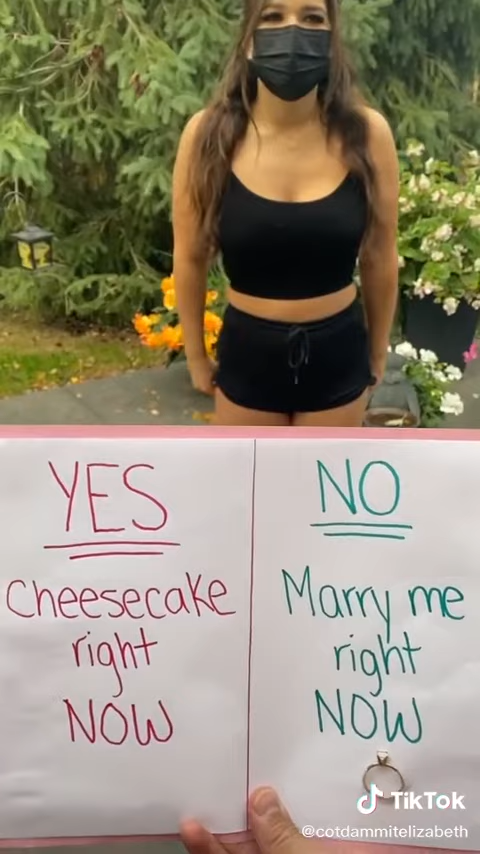 YES
Cheesecake
right
NOW
NO
Marry me
right
NOW
TikTok
@cotdammitelizabeth